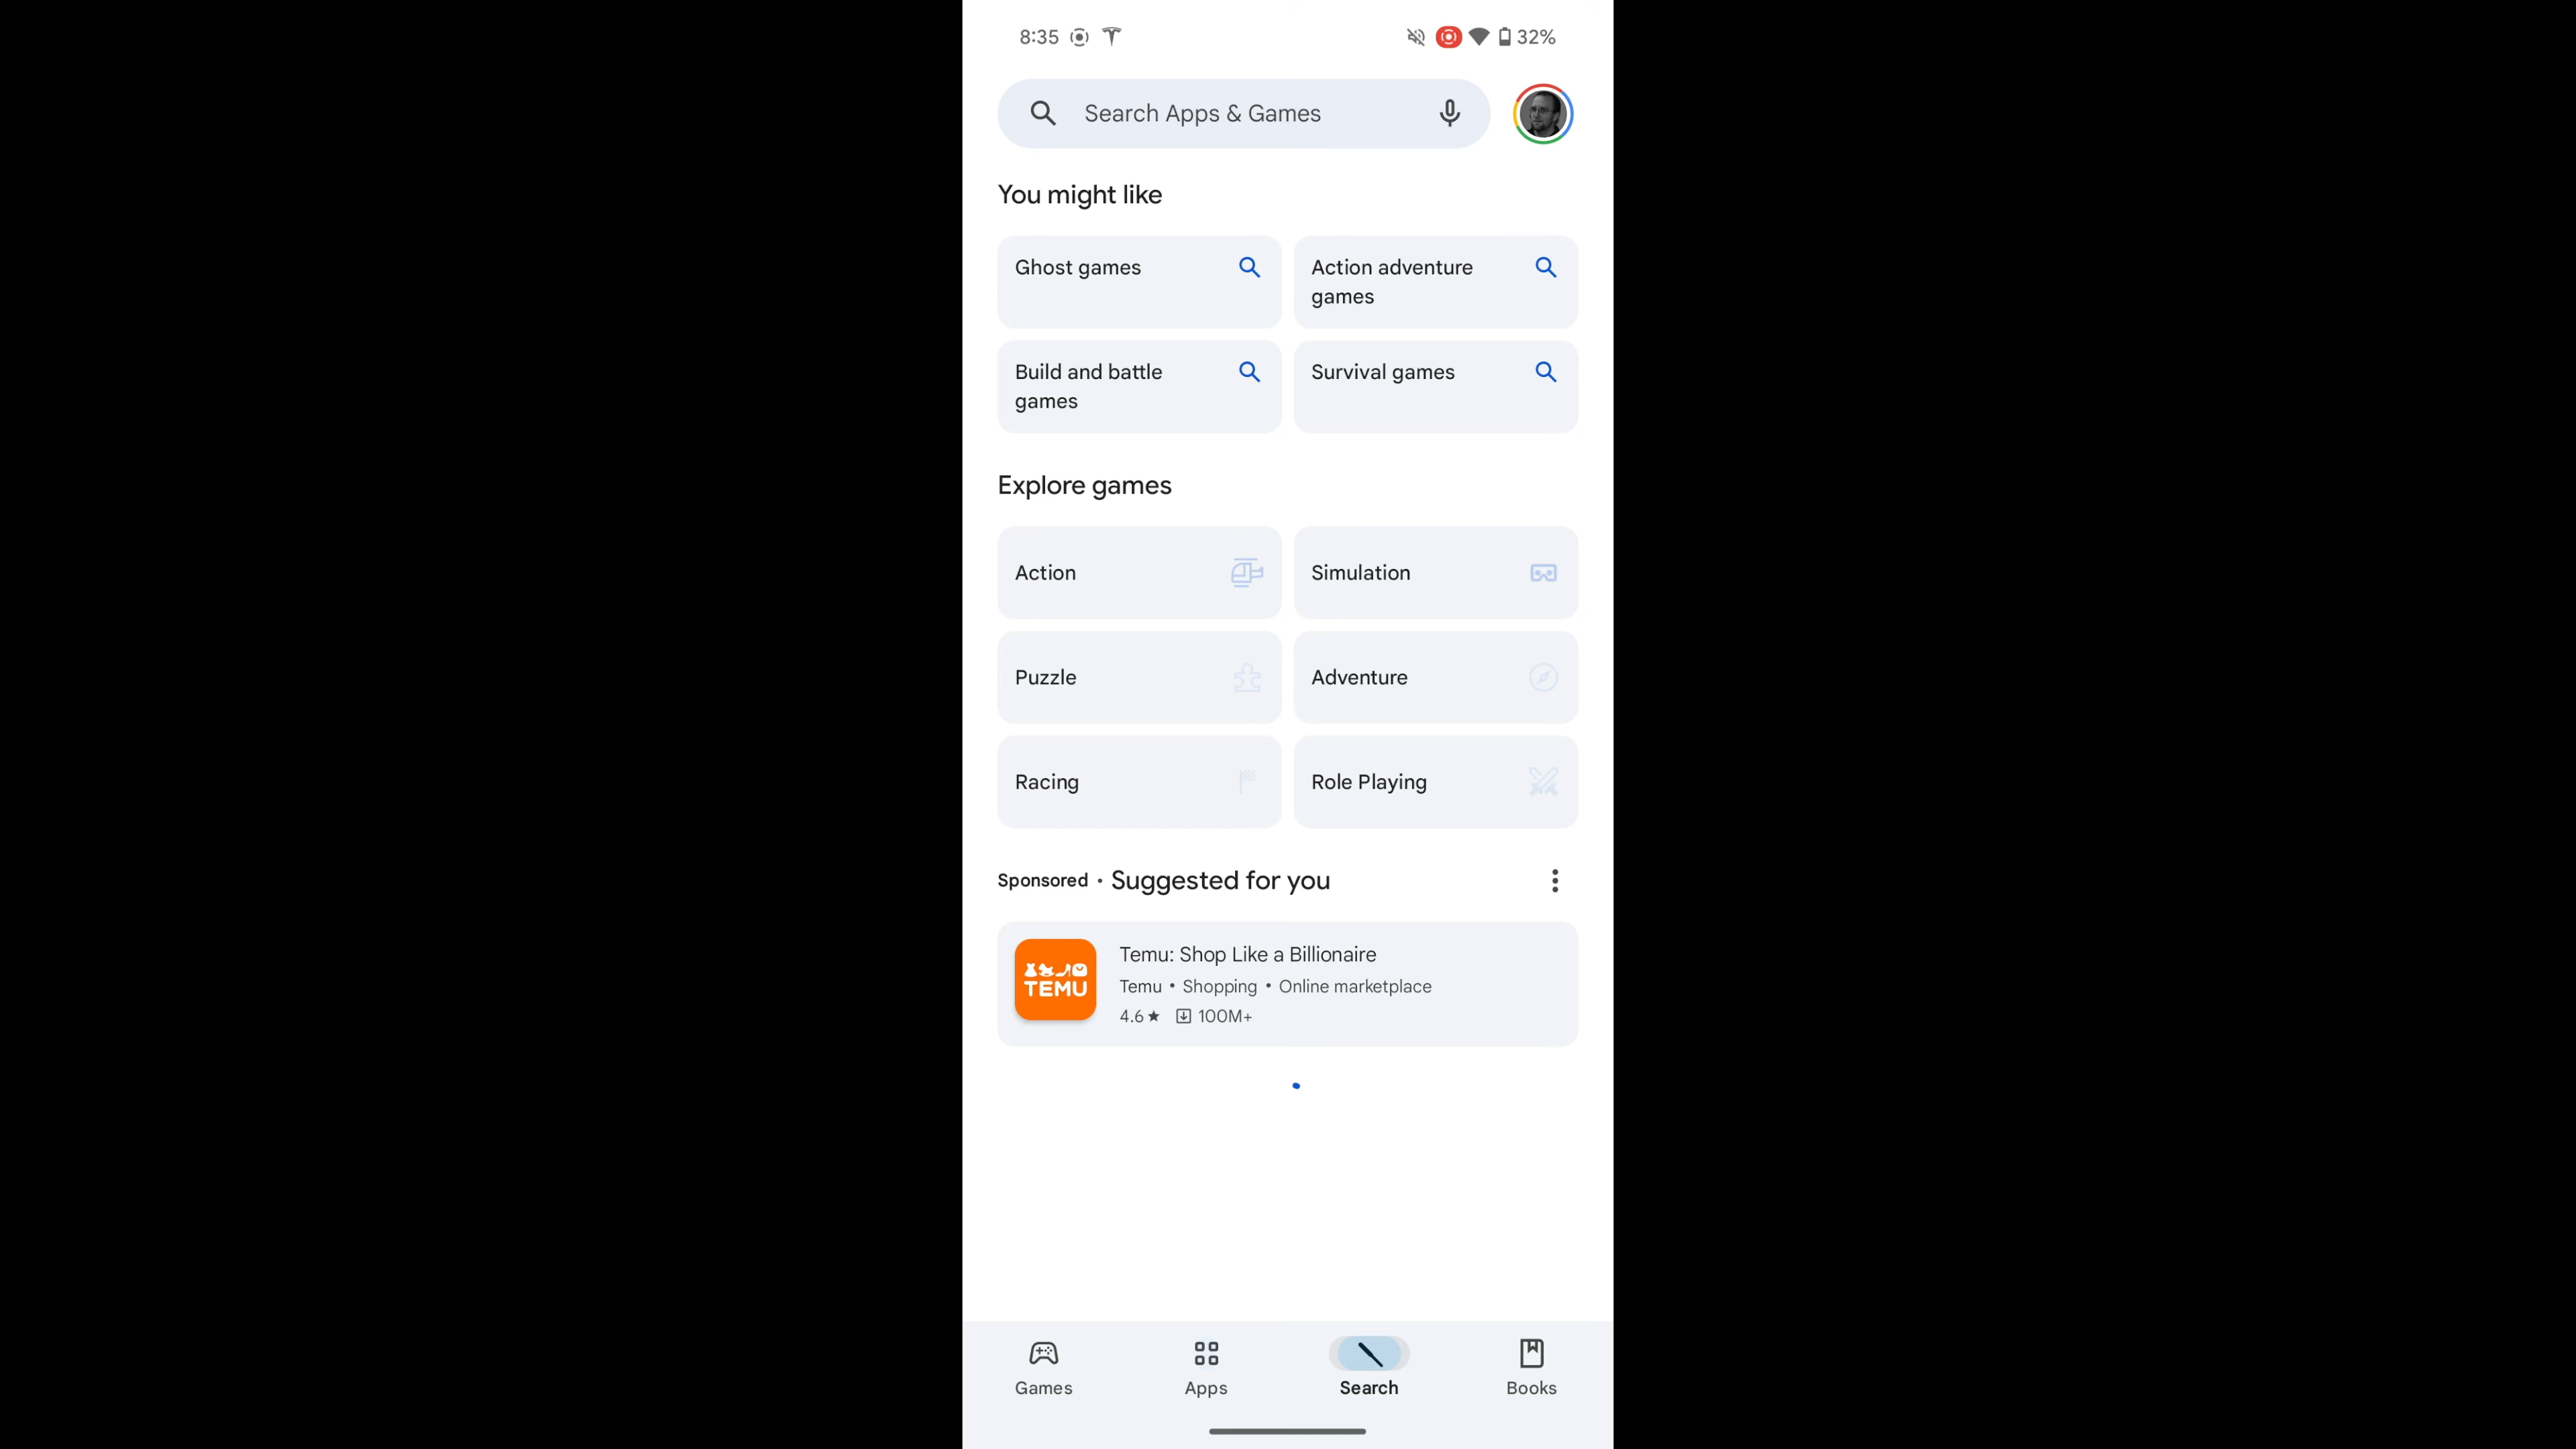 8:35
32%
Search Apps & Games
You might like
Ghost games
Action adventure
games
Build and battle
games
Survival games
Explore games
Action
Simulation
Puzzle
Adventure
Racing
Role Playing
Sponsored • Suggested for you
TEMU
Temu: Shop Like a Billionaire
Temu • Shopping • Online marketplace
4.6★ 100M+
Games
Apps
Search
Books